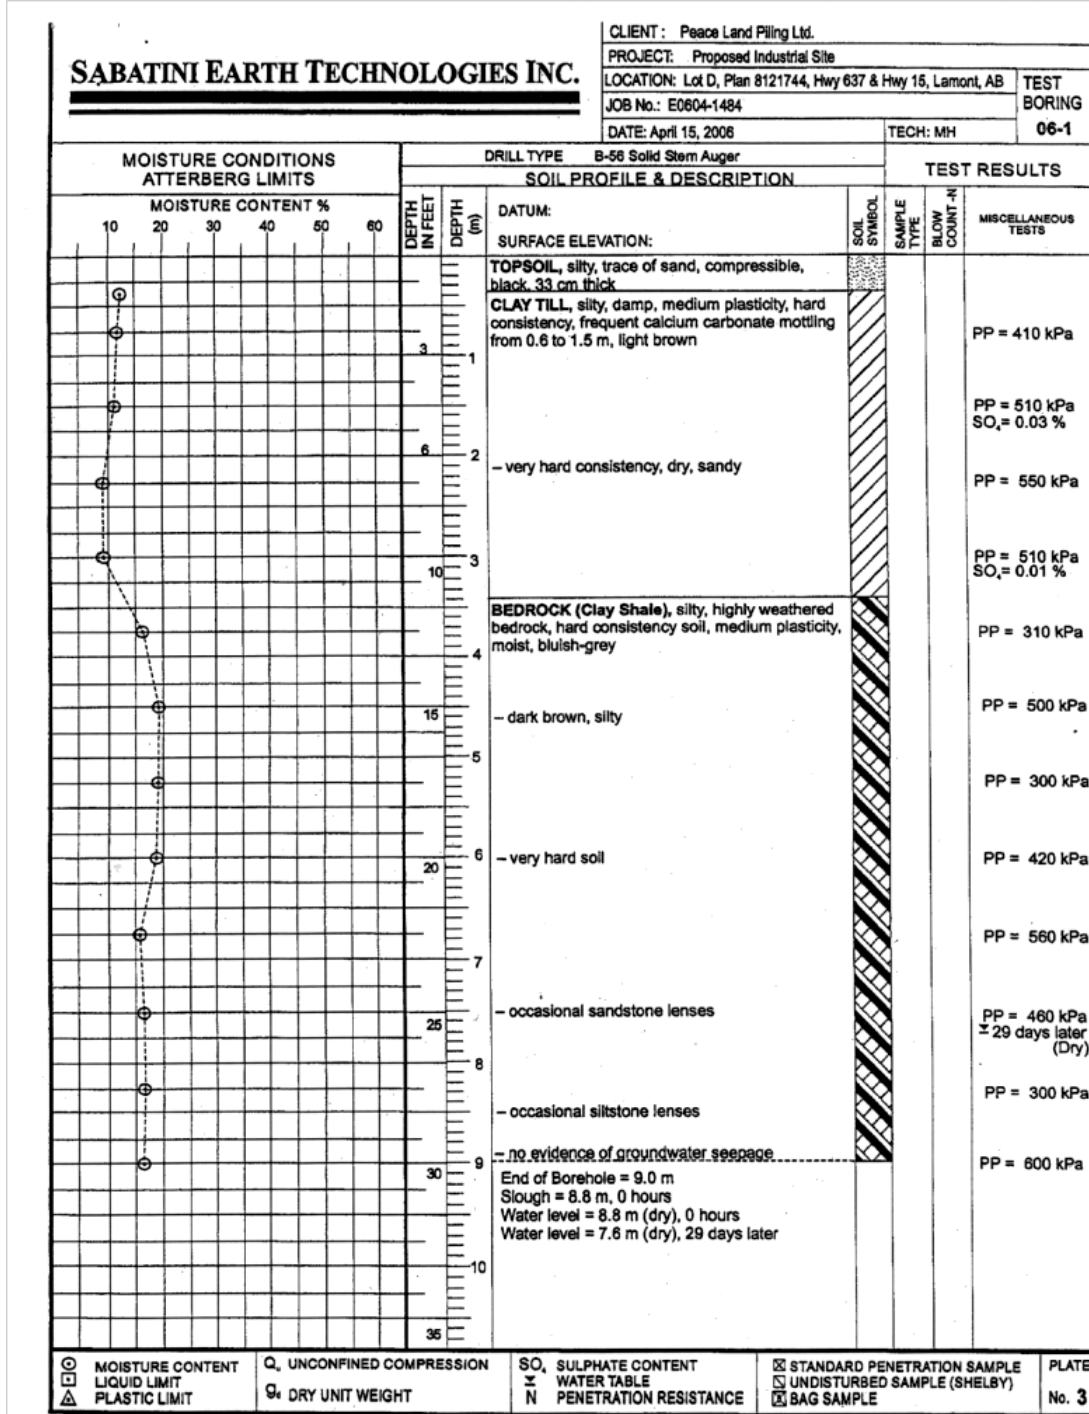 SABATINI EARTH TECHNOLOGIES INC.
CLIENT: Peace Land Piling Ltd.
PROJECT: Proposed Industrial Site
LOCATION: Lot D, Plan 8121744, Hwy 637 & Hwy 15, Lamont, AB
JOB No.: E0604-1484
DATE: April 15, 2006
TECH: MH
TEST
BORING
06-1
MOISTURE CONDITIONS
ATTERBERG LIMITS
MOISTURE CONTENT %
10 20 30 40 50 60
DRILL TYPE B-56 Solid Stem Auger
SOIL PROFILE & DESCRIPTION
TEST RESULTS
DEPTH
IN FEET
DEPTH
(m)
DATUM:
SURFACE ELEVATION:
SOIL
SYMBOL
SAMPLE
TYPE
BLOW
COUNT -N
MISCELLANEOUS
TESTS
TOPSOIL, silty, trace of sand, compressible,
black, 33 cm thick
CLAY TILL, silty, damp, medium plasticity, hard
consistency, frequent calcium carbonate mottling
from 0.6 to 1.5 m, light brown
PP = 410 kPa
3
1
PP = 510 kPa
SO₄= 0.03 %
6
2
– very hard consistency, dry, sandy
PP = 550 kPa
10
3
PP = 510 kPa
SO₄= 0.01 %
BEDROCK (Clay Shale), silty, highly weathered
bedrock, hard consistency soil, medium plasticity,
moist, bluish-grey
PP = 310 kPa
4
15
– dark brown, silty
PP = 500 kPa
5
PP = 300 kPa
20
6
– very hard soil
PP = 420 kPa
PP = 560 kPa
7
25
– occasional sandstone lenses
PP = 460 kPa
29 days later
(Dry)
8
PP = 300 kPa
– occasional siltstone lenses
– no evidence of groundwater seepage
30
9
PP = 600 kPa
End of Borehole = 9.0 m
Slough = 8.8 m, 0 hours
Water level = 8.8 m (dry), 0 hours
Water level = 7.6 m (dry), 29 days later
10
35
MOISTURE CONTENT
LIQUID LIMIT
PLASTIC LIMIT
Qᵤ UNCONFINED COMPRESSION
DRY UNIT WEIGHT
SO₄ SULPHATE CONTENT
WATER TABLE
N PENETRATION RESISTANCE
STANDARD PENETRATION SAMPLE
UNDISTURBED SAMPLE (SHELBY)
BAG SAMPLE
PLATE
No. 3